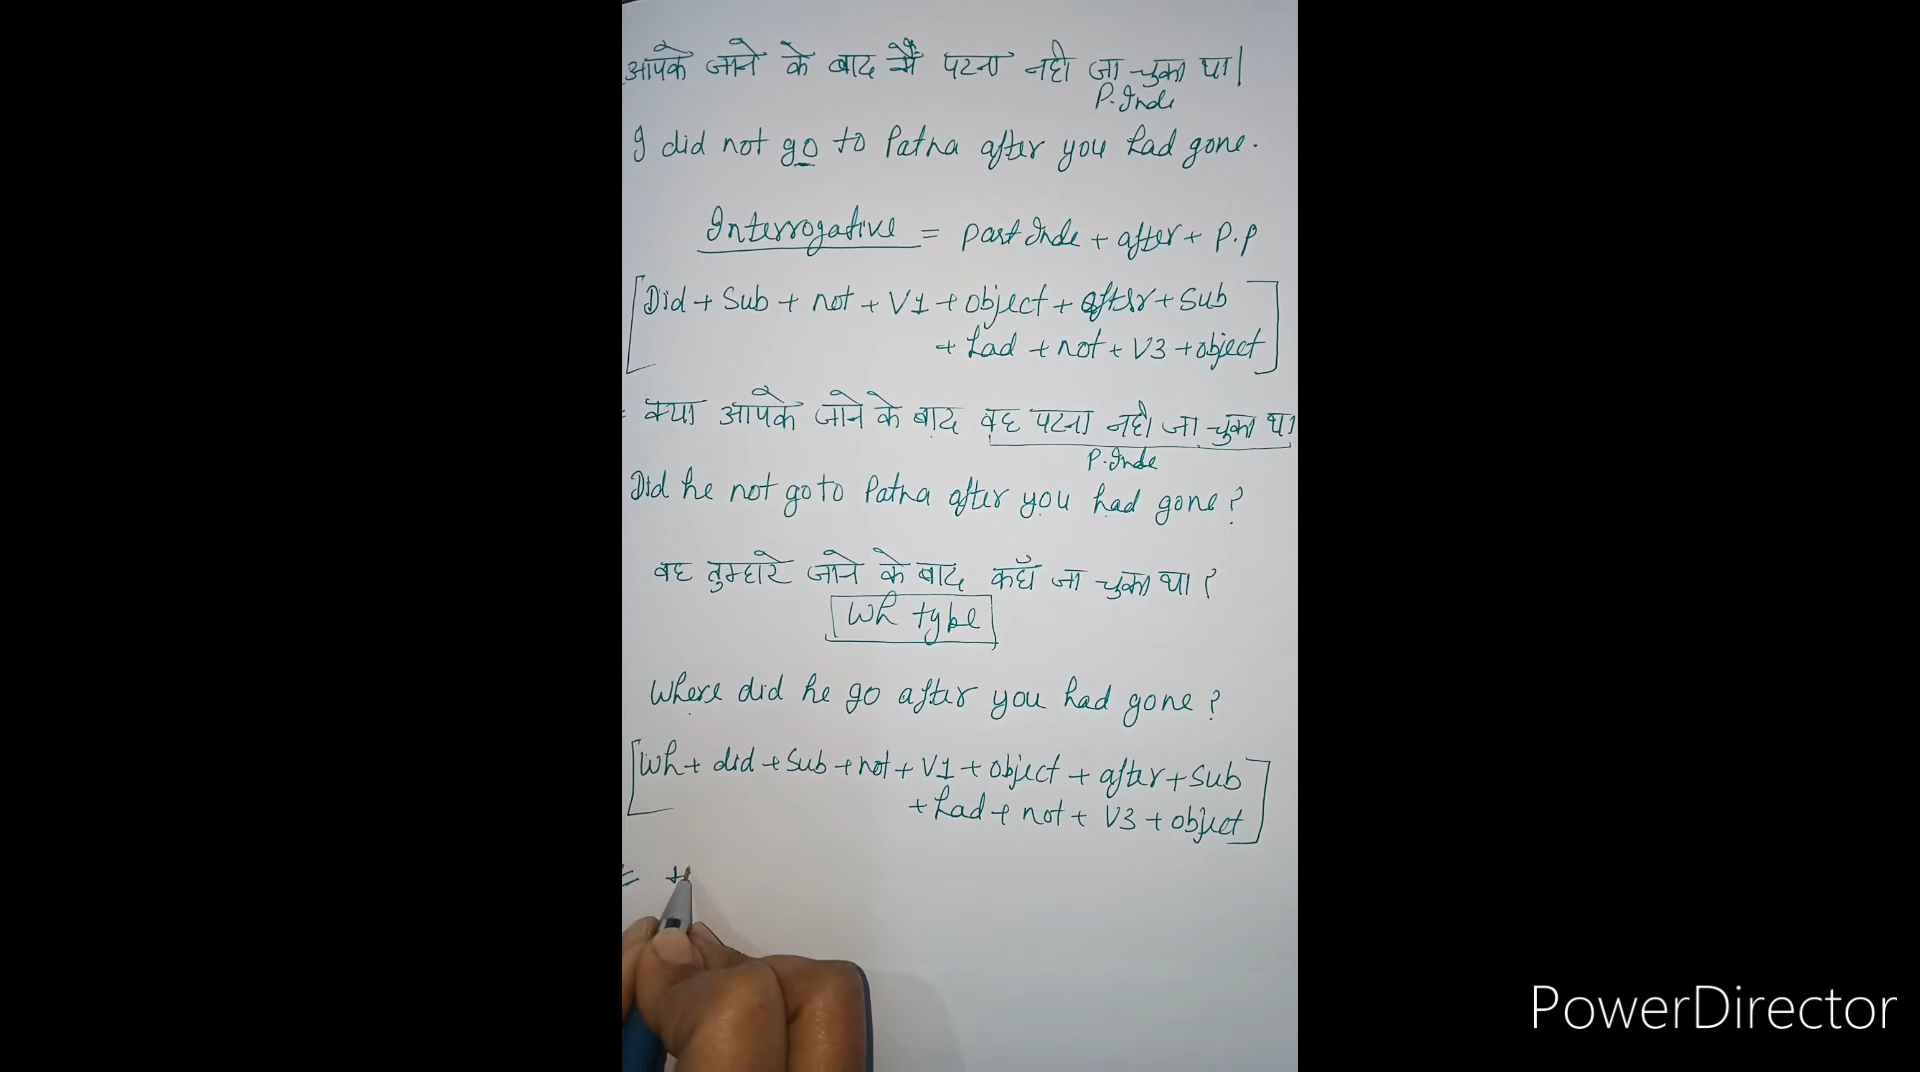 आपके जाने के बाद मैं पटना नही जा चुका था|
P.Inde
I did not go to Patna after you had gone.
Interrogative = Past Inde + after + P.P
[Did + Sub + not + V1 + object + after + Sub
+ had + not + V3 + object]
= क्या आपके जाने के बाद वह पटना नही जा चुका था
P.Inde
Did he not go to Patna after you had gone?
वह तुम्हारे जाने के बाद कहाँ जा चुका था?
Wh type
Where did he go after you had gone?
[Wh + did + Sub + not + V1 + object + after + Sub
+ had + not + V3 + object]
=
PowerDirector